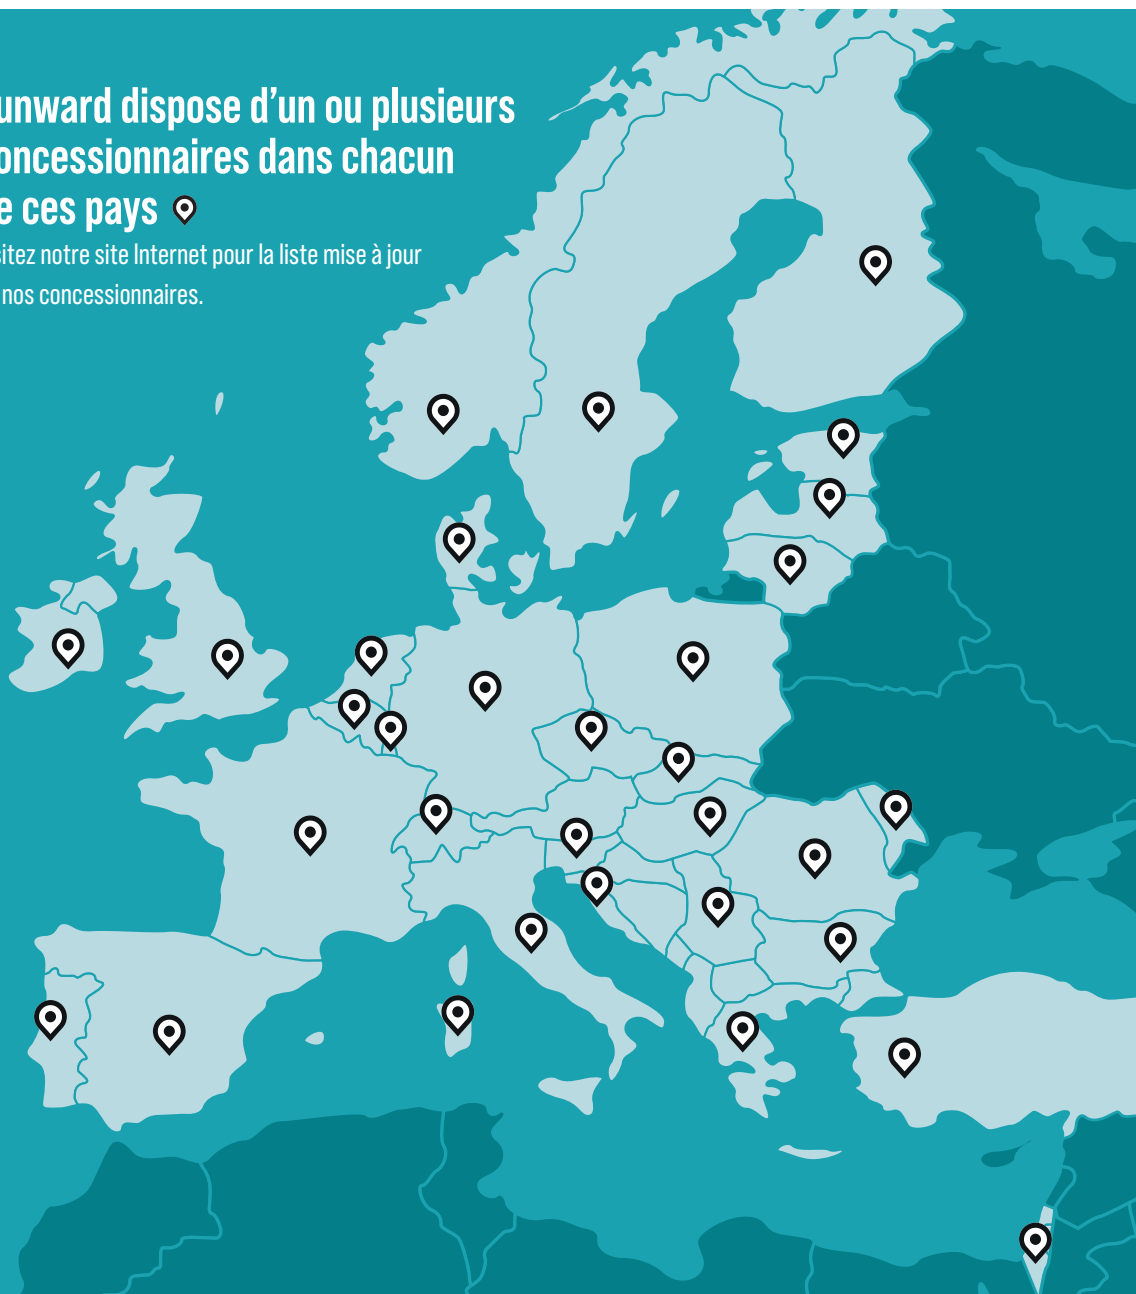 unward dispose d’un ou plusieurs
oncessionnaires dans chacun
e ces pays
sitez notre site Internet pour la liste mise à jour
nos concessionnaires.